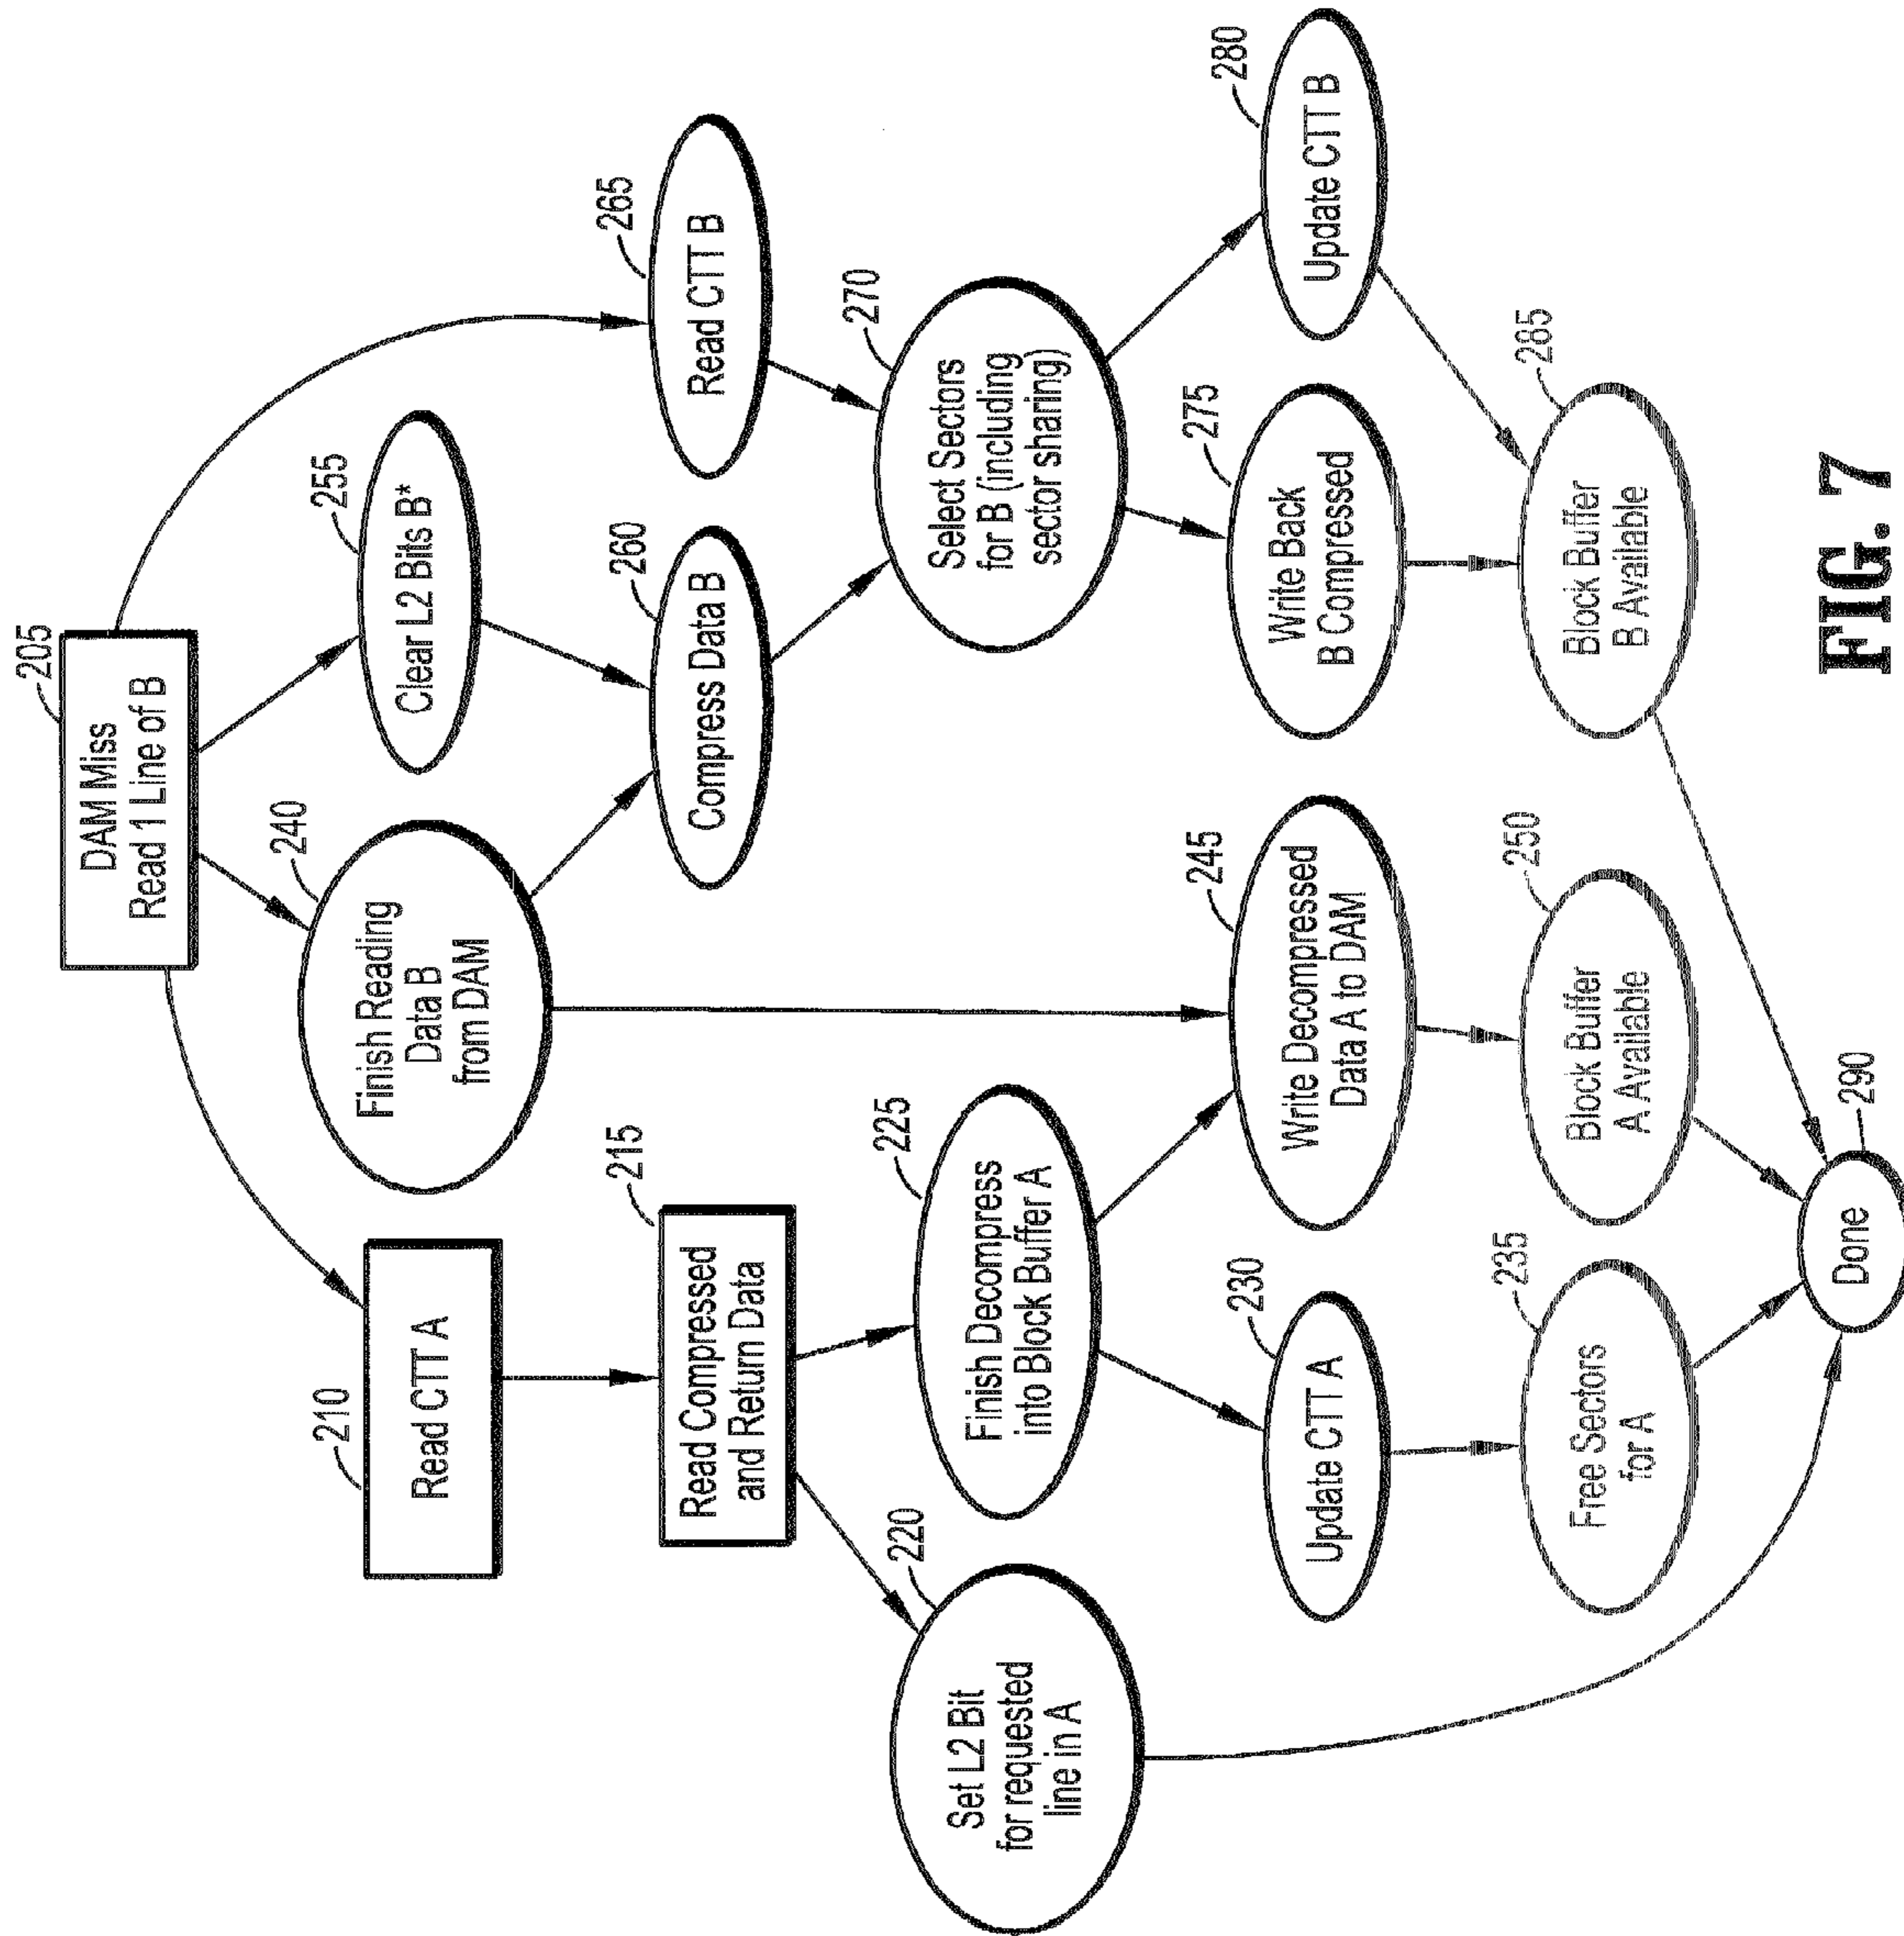 205
DAM Miss
Read 1 Line of B
210
Read CTT A
240
Finish Reading
Data B
from DAM
255
Clear L2 Bits B*
215
Read Compressed
and Return Data
260
Compress Data B
265
Read CTT B
220
Set L2 Bit
for requested
line in A
225
Finish Decompress
into Block Buffer A
270
Select Sectors
for B (including
sector sharing)
230
Update CTT A
245
Write Decompressed
Data A to DAM
275
Write Back
B Compressed
280
Update CTT B
235
Free Sectors
for A
250
Block Buffer
A Available
285
Block Buffer
B Available
Done
290
FIG. 7